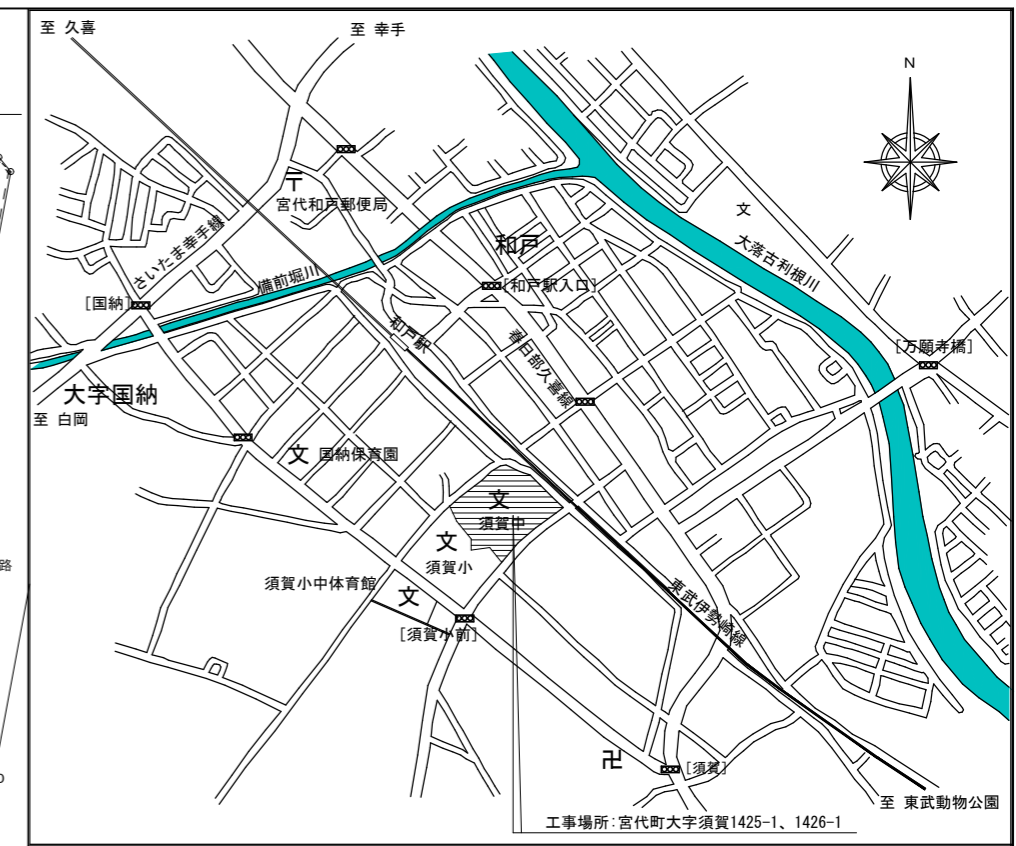 至 久喜
至 幸手
N
〒
宮代和戸郵便局
文
さいたま幸手線
和戸
大落古利根川
備前堀川
[国納]
[和戸駅入口]
和戸駅
春日部久喜線
[万願寺橋]
大字国納
至 白岡
文 国納保育園
文
須賀中
文
須賀小
路
須賀小中体育館
文
[須賀小前]
東武伊勢崎線
卍
[須賀]
至 東武動物公園
工事場所:宮代町大字須賀1425-1、1426-1